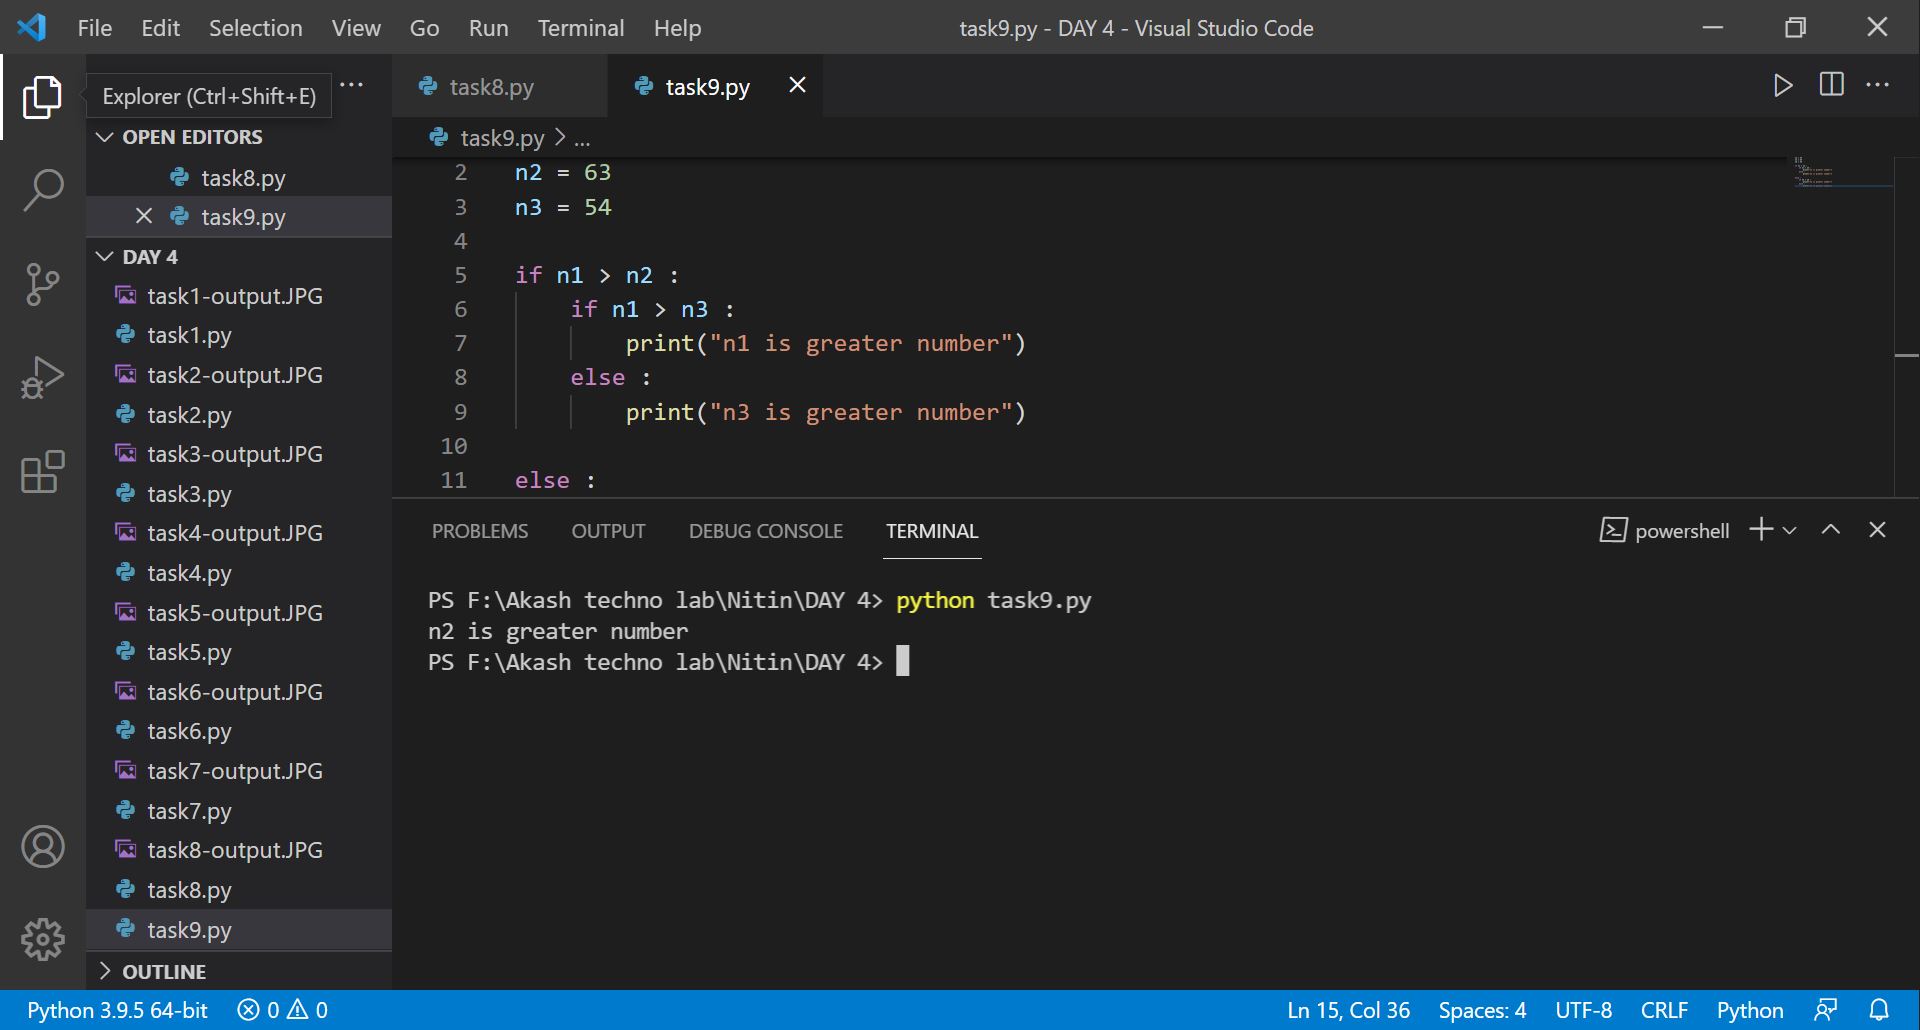 File Edit Selection View Go Run Terminal Help
task9.py - DAY 4 - Visual Studio Code
Explorer (Ctrl+Shift+E)
OPEN EDITORS
task8.py
task9.py
DAY 4
task1-output.JPG
task1.py
task2-output.JPG
task2.py
task3-output.JPG
task3.py
task4-output.JPG
task4.py
task5-output.JPG
task5.py
task6-output.JPG
task6.py
task7-output.JPG
task7.py
task8-output.JPG
task8.py
task9.py
OUTLINE
task8.py task9.py
task9.py > ...
2 n2 = 63
3 n3 = 54
4
5 if n1 > n2 :
6 if n1 > n3 :
7 print("n1 is greater number")
8 else :
9 print("n3 is greater number")
10
11 else :
PROBLEMS OUTPUT DEBUG CONSOLE TERMINAL
powershell
PS F:\Akash techno lab\Nitin\DAY 4> python task9.py
n2 is greater number
PS F:\Akash techno lab\Nitin\DAY 4>
Python 3.9.5 64-bit 0 0 Ln 15, Col 36 Spaces: 4 UTF-8 CRLF Python